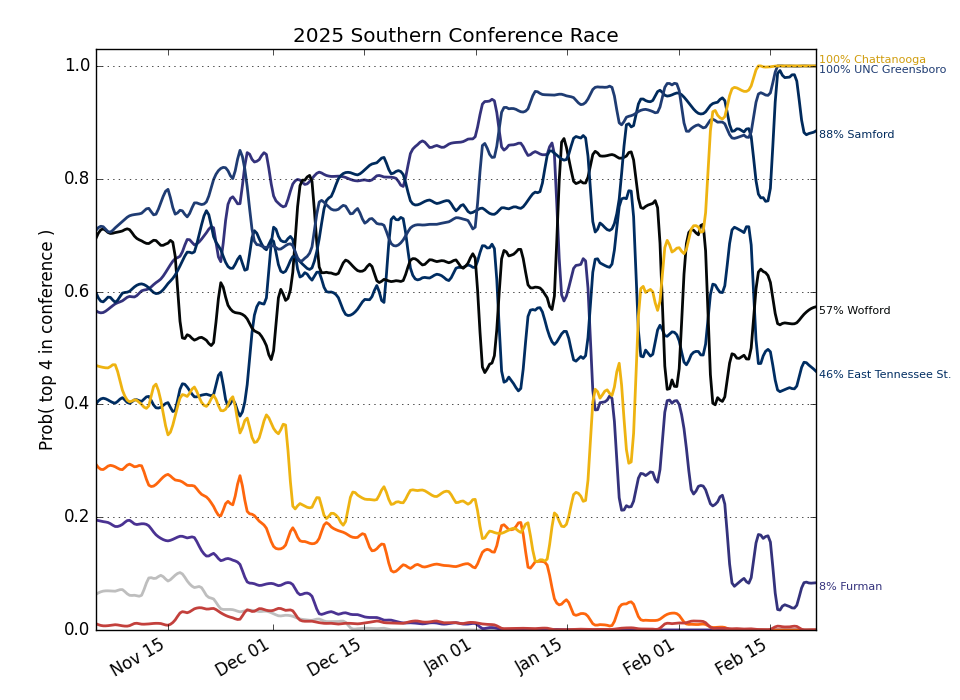 2025 Southern Conference Race
Prob( top 4 in conference )
1.0
0.8
0.6
0.4
0.2
0.0
Nov 15
Dec 01
Dec 15
Jan 01
Jan 15
Feb 01
Feb 15
100% Chattanooga
100% UNC Greensboro
88% Samford
57% Wofford
46% East Tennessee St.
8% Furman